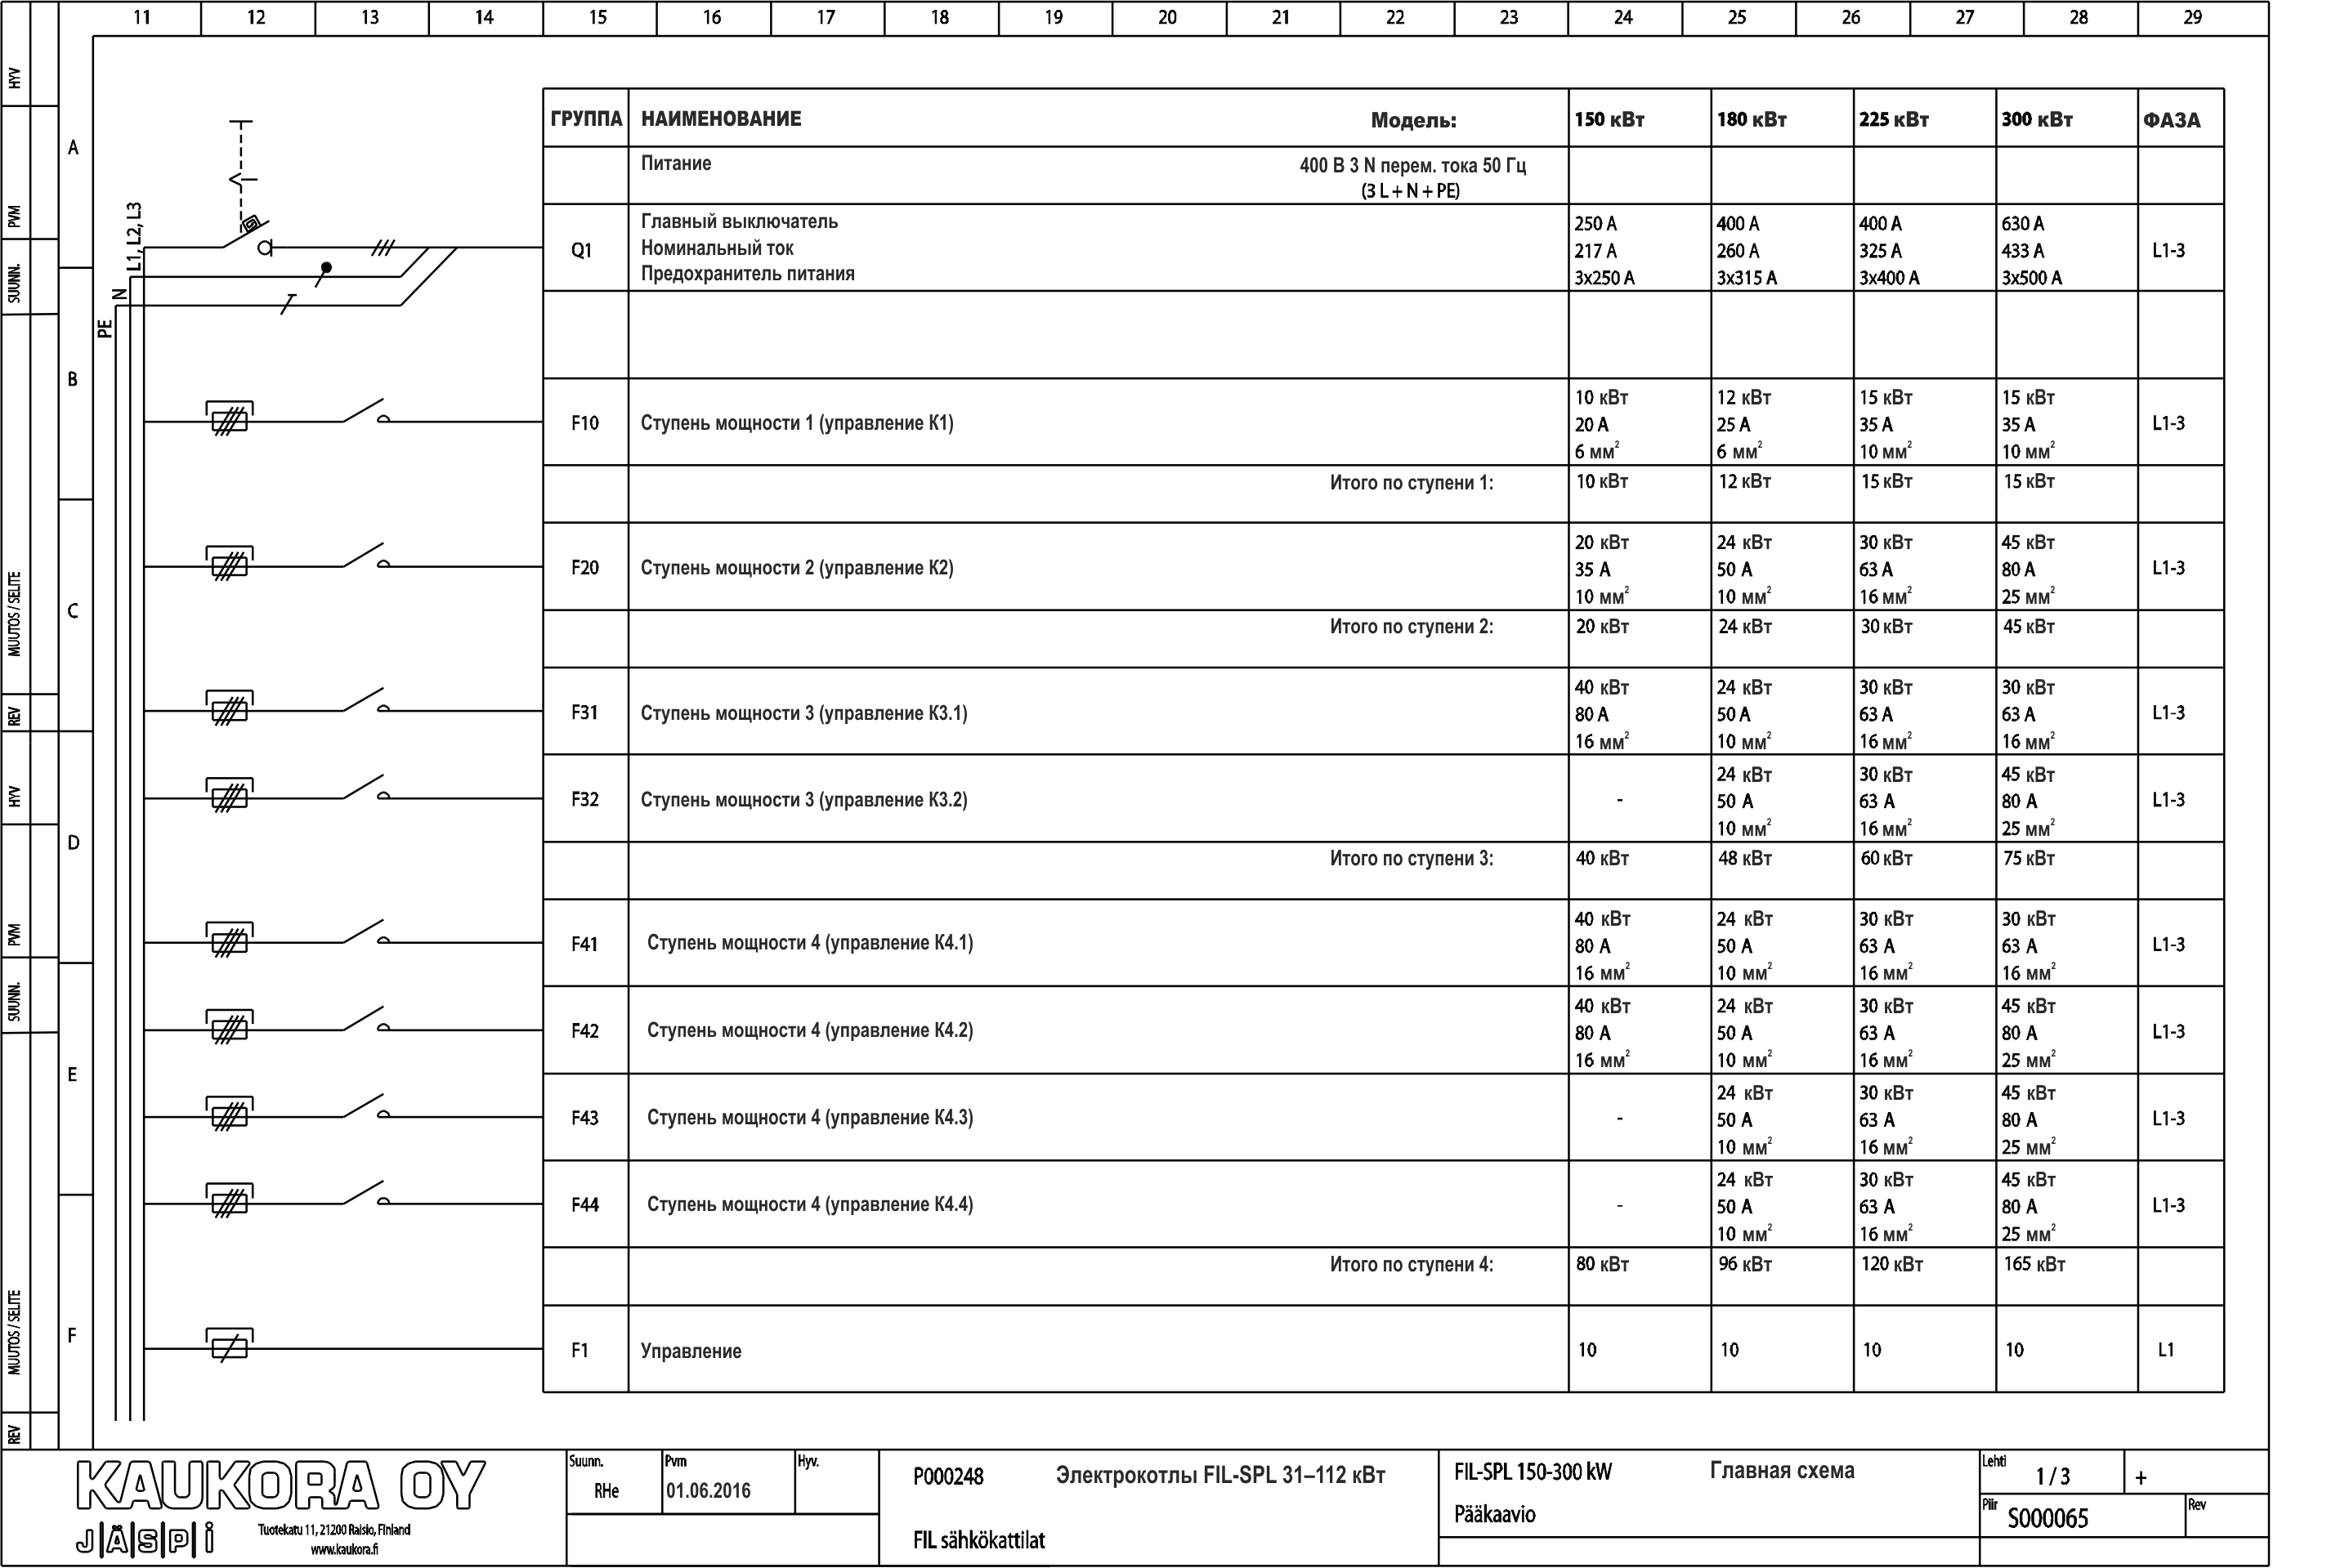 11 12 13 14 15 16 17 18 19 20 21 22 23 24 25 26 27 28 29
HYV
PVM
SUUNN.
MUUTOS / SELITE
REV
HYV
PVM
SUUNN.
MUUTOS / SELITE
REV
A
B
C
D
E
F
L1, L2, L3
N
PE
ГРУППА НАИМЕНОВАНИЕ Модель: 150 кВт 180 кВт 225 кВт 300 кВт ФАЗА
Питание 400 В 3 N перем. тока 50 Гц
(3 L + N + PE)
Главный выключатель 250 A 400 A 400 A 630 A
Q1 Номинальный ток 217 A 260 A 325 A 433 A L1-3
Предохранитель питания 3x250 A 3x315 A 3x400 A 3x500 A
10 кВт 12 кВт 15 кВт 15 кВт
F10 Ступень мощности 1 (управление К1) 20 A 25 A 35 A 35 A L1-3
6 мм² 6 мм² 10 мм² 10 мм²
Итого по ступени 1: 10 кВт 12 кВт 15 кВт 15 кВт
20 кВт 24 кВт 30 кВт 45 кВт
F20 Ступень мощности 2 (управление К2) 35 A 50 A 63 A 80 A L1-3
10 мм² 10 мм² 16 мм² 25 мм²
Итого по ступени 2: 20 кВт 24 кВт 30 кВт 45 кВт
40 кВт 24 кВт 30 кВт 30 кВт
F31 Ступень мощности 3 (управление К3.1) 80 A 50 A 63 A 63 A L1-3
16 мм² 10 мм² 16 мм² 16 мм²
24 кВт 30 кВт 45 кВт
F32 Ступень мощности 3 (управление К3.2) - 50 A 63 A 80 A L1-3
10 мм² 16 мм² 25 мм²
Итого по ступени 3: 40 кВт 48 кВт 60 кВт 75 кВт
40 кВт 24 кВт 30 кВт 30 кВт
F41 Ступень мощности 4 (управление К4.1) 80 A 50 A 63 A 63 A L1-3
16 мм² 10 мм² 16 мм² 16 мм²
40 кВт 24 кВт 30 кВт 45 кВт
F42 Ступень мощности 4 (управление К4.2) 80 A 50 A 63 A 80 A L1-3
16 мм² 10 мм² 16 мм² 25 мм²
24 кВт 30 кВт 45 кВт
F43 Ступень мощности 4 (управление К4.3) - 50 A 63 A 80 A L1-3
10 мм² 16 мм² 25 мм²
24 кВт 30 кВт 45 кВт
F44 Ступень мощности 4 (управление К4.4) - 50 A 63 A 80 A L1-3
10 мм² 16 мм² 25 мм²
Итого по ступени 4: 80 кВт 96 кВт 120 кВт 165 кВт
F1 Управление 10 10 10 10 L1
KAUKORA OY
JÄSPI
Tuotekatu 11, 21200 Raisio, Finland
www.kaukora.fi
Suunn. Pvm Hyv.
RHe 01.06.2016
P000248 Электрокотлы FIL-SPL 31–112 кВт
FIL sähkökattilat
FIL-SPL 150-300 kW Главная схема
Pääkaavio
Lehti 1 / 3 +
Piir S000065 Rev